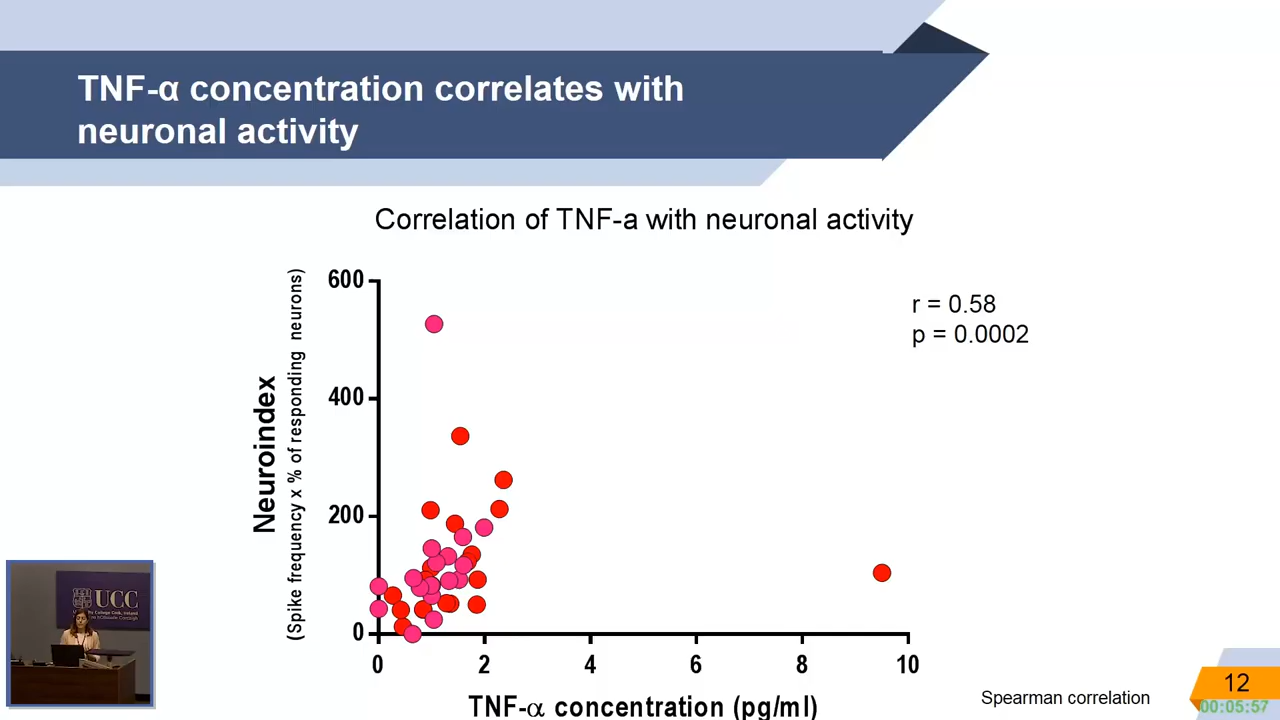 TNF-α concentration correlates with
neuronal activity
Correlation of TNF-a with neuronal activity
r = 0.58
p = 0.0002
Neuroindex
(Spike frequency x % of responding neurons)
600
400
200
0
0 2 4 6 8 10
TNF-α concentration (pg/ml)
UCC
Spearman correlation
12
00:05:57